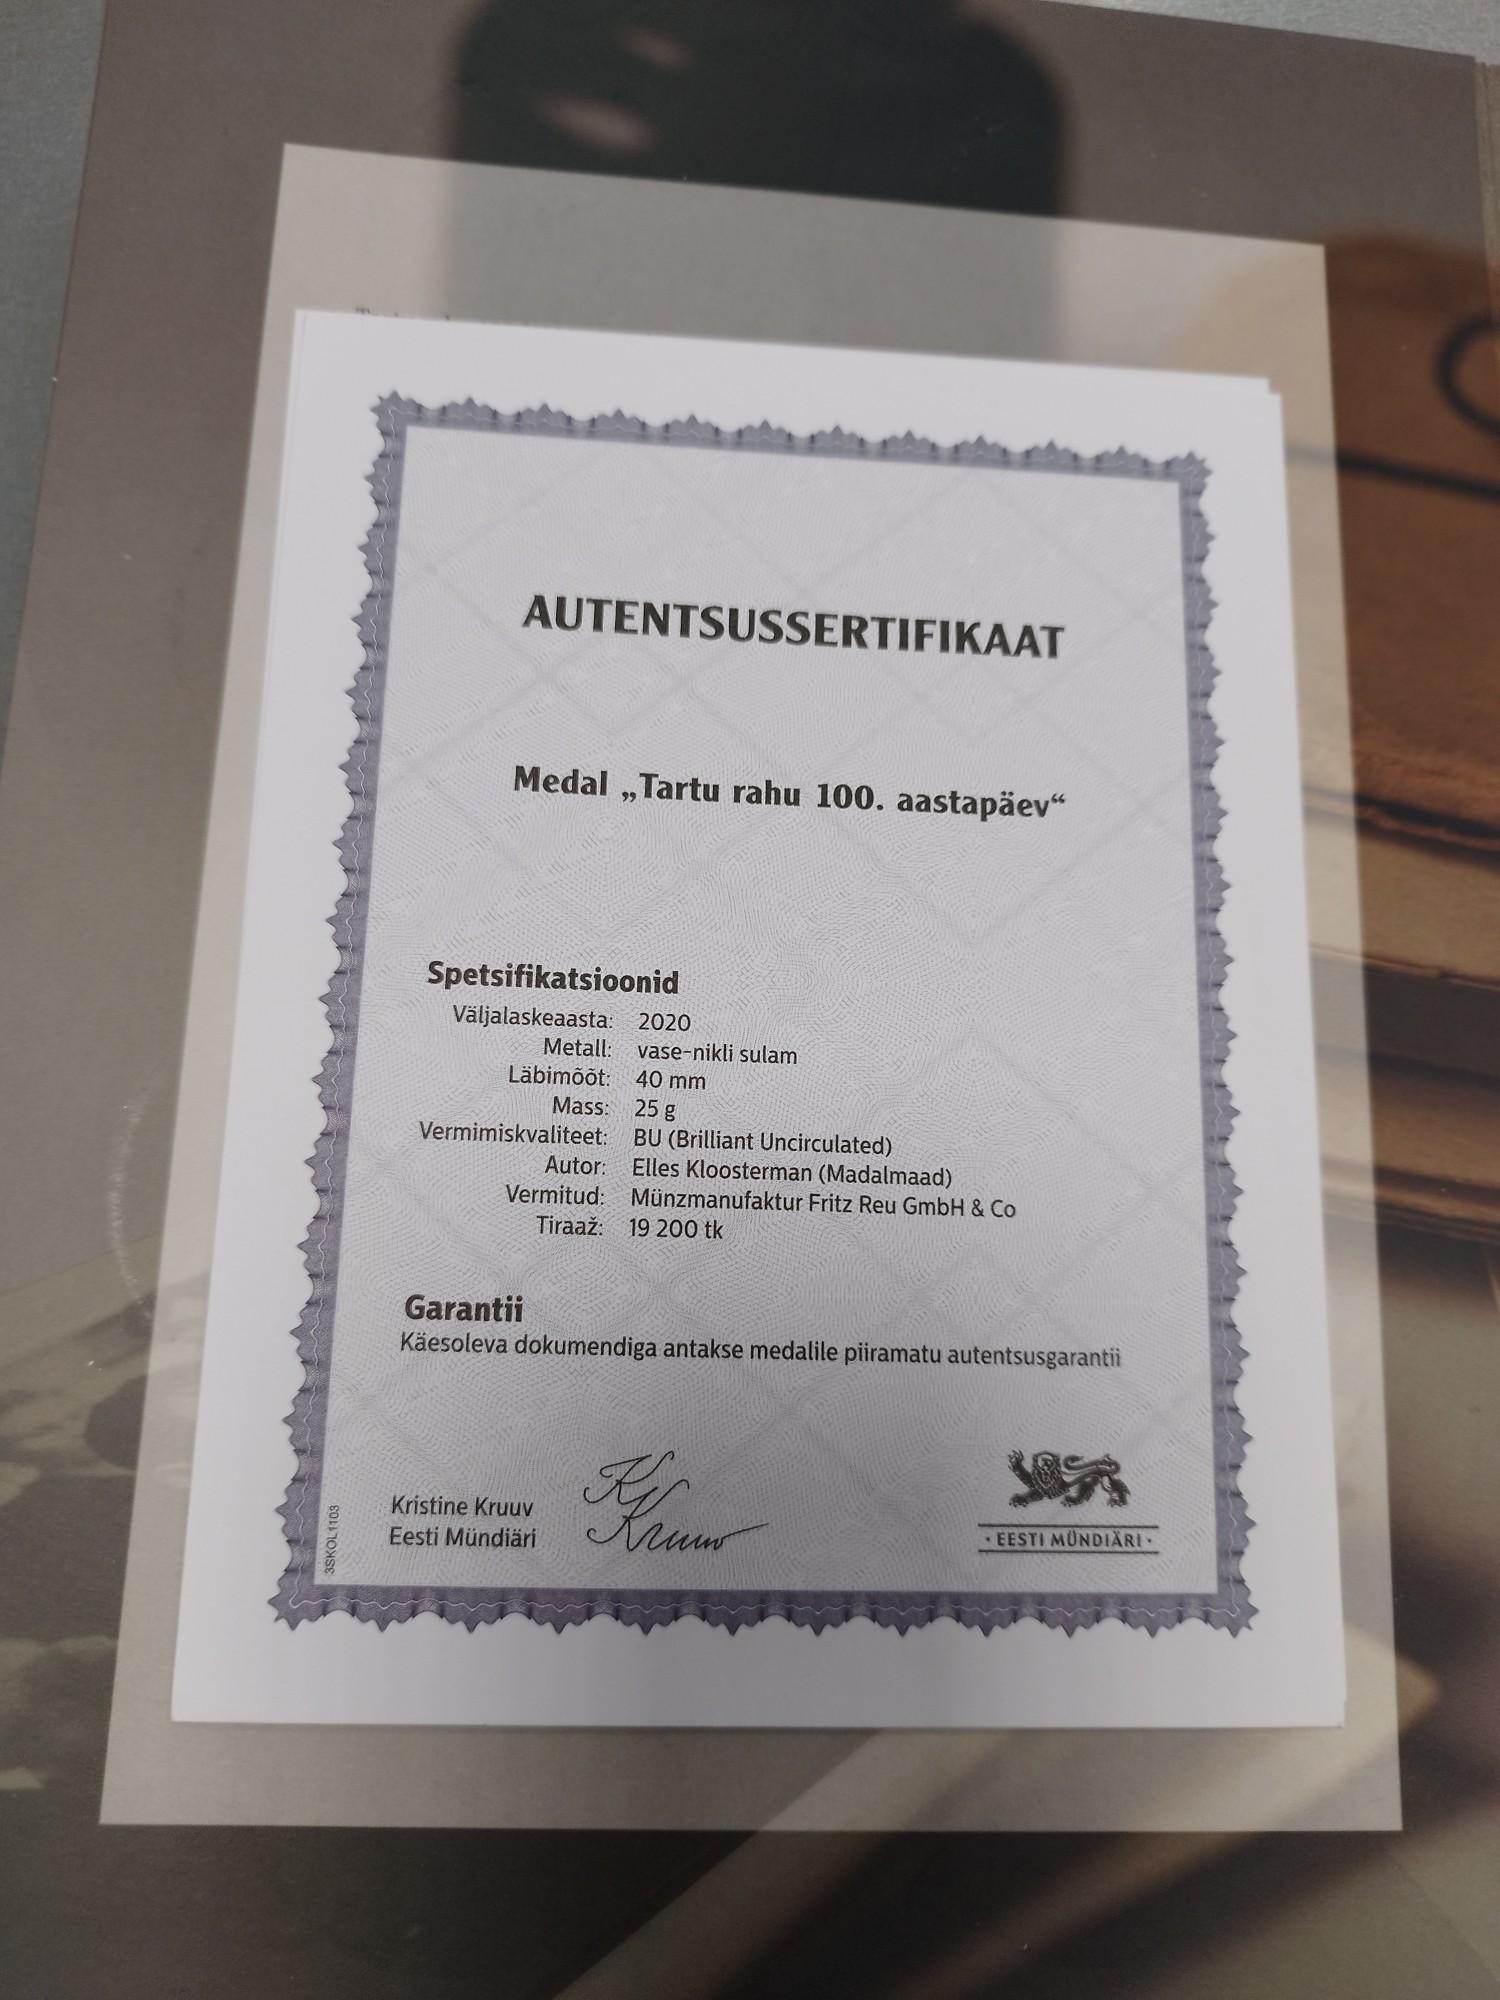 AUTENTSUSSERTIFIKAAT
Medal „Tartu rahu 100. aastapäev“
Spetsifikatsioonid
Väljalaskeaasta: 2020
Metall: vase-nikli sulam
Läbimõõt: 40 mm
Mass: 25 g
Vermimiskvaliteet: BU (Brilliant Uncirculated)
Autor: Elles Kloosterman (Madalmaad)
Vermitud: Münzmanufaktur Fritz Reu GmbH & Co
Tiraaž: 19 200 tk
Garantii
Käesoleva dokumendiga antakse medalile piiramatu autentsusgarantii
Kristine Kruuv
Eesti Mündiäri
K Kruuv
· EESTI MÜNDIÄRI ·
3SKOL1103